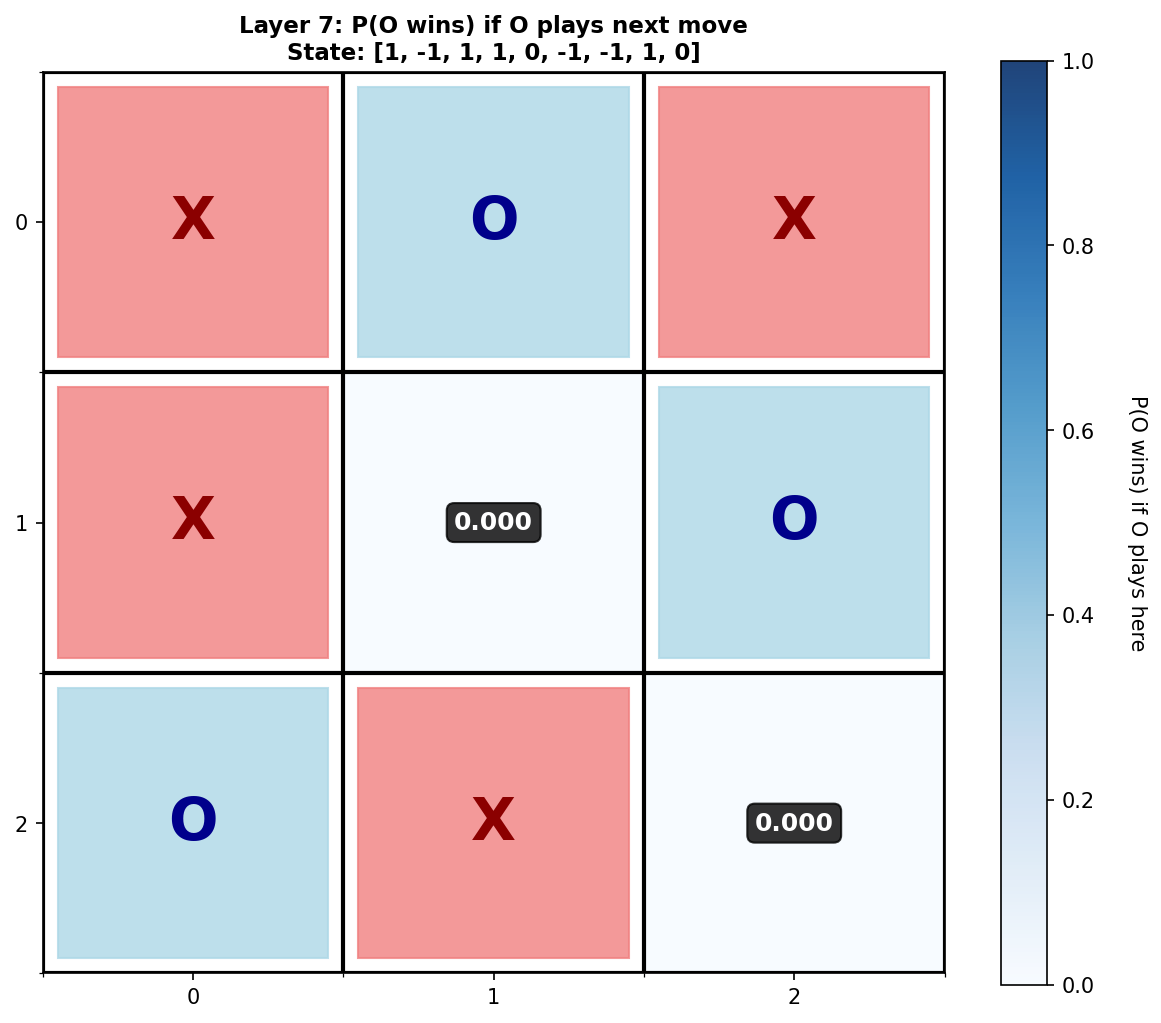 Layer 7: P(O wins) if O plays next move
State: [1, -1, 1, 1, 0, -1, -1, 1, 0]
X O X
X 0.000 O
O X 0.000
0
1
2
0 1 2
1.0
0.8
0.6
0.4
0.2
0.0
P(O wins) if O plays here